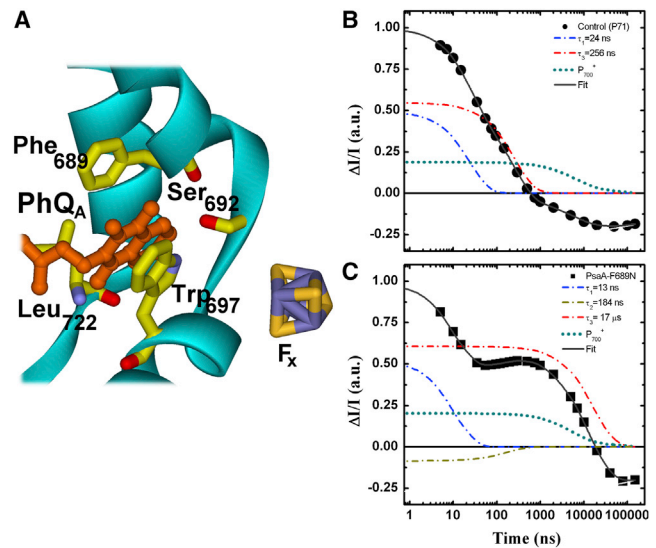 A
Phe689
Ser692
PhQA
Trp697
Leu722
FX
B
Control (P71)
τ1=24 ns
τ3=256 ns
P700+
Fit
ΔI/I (a.u.)
1.00
0.75
0.50
0.25
0.00
-0.25
C
PsaA-F689N
τ1=13 ns
τ2=184 ns
τ3= 17 μs
P700+
Fit
ΔI/I (a.u.)
1.00
0.75
0.50
0.25
0.00
-0.25
1 10 100 1000 10000 100000
Time (ns)